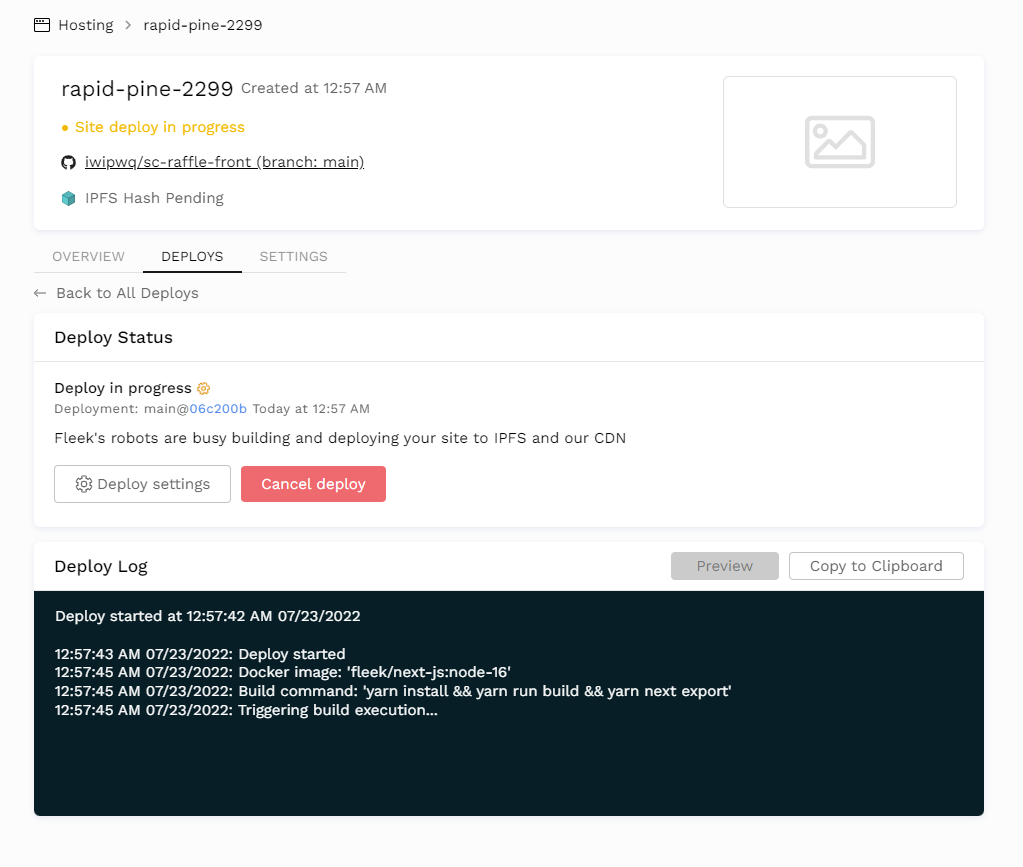 Hosting > rapid-pine-2299
rapid-pine-2299 Created at 12:57 AM
• Site deploy in progress
iwipwq/sc-raffle-front (branch: main)
IPFS Hash Pending
OVERVIEW DEPLOYS SETTINGS
← Back to All Deploys
Deploy Status
Deploy in progress
Deployment: main@06c200b Today at 12:57 AM
Fleek's robots are busy building and deploying your site to IPFS and our CDN
Deploy settings Cancel deploy
Deploy Log Preview Copy to Clipboard
Deploy started at 12:57:42 AM 07/23/2022
12:57:43 AM 07/23/2022: Deploy started
12:57:45 AM 07/23/2022: Docker image: 'fleek/next-js:node-16'
12:57:45 AM 07/23/2022: Build command: 'yarn install && yarn run build && yarn next export'
12:57:45 AM 07/23/2022: Triggering build execution...